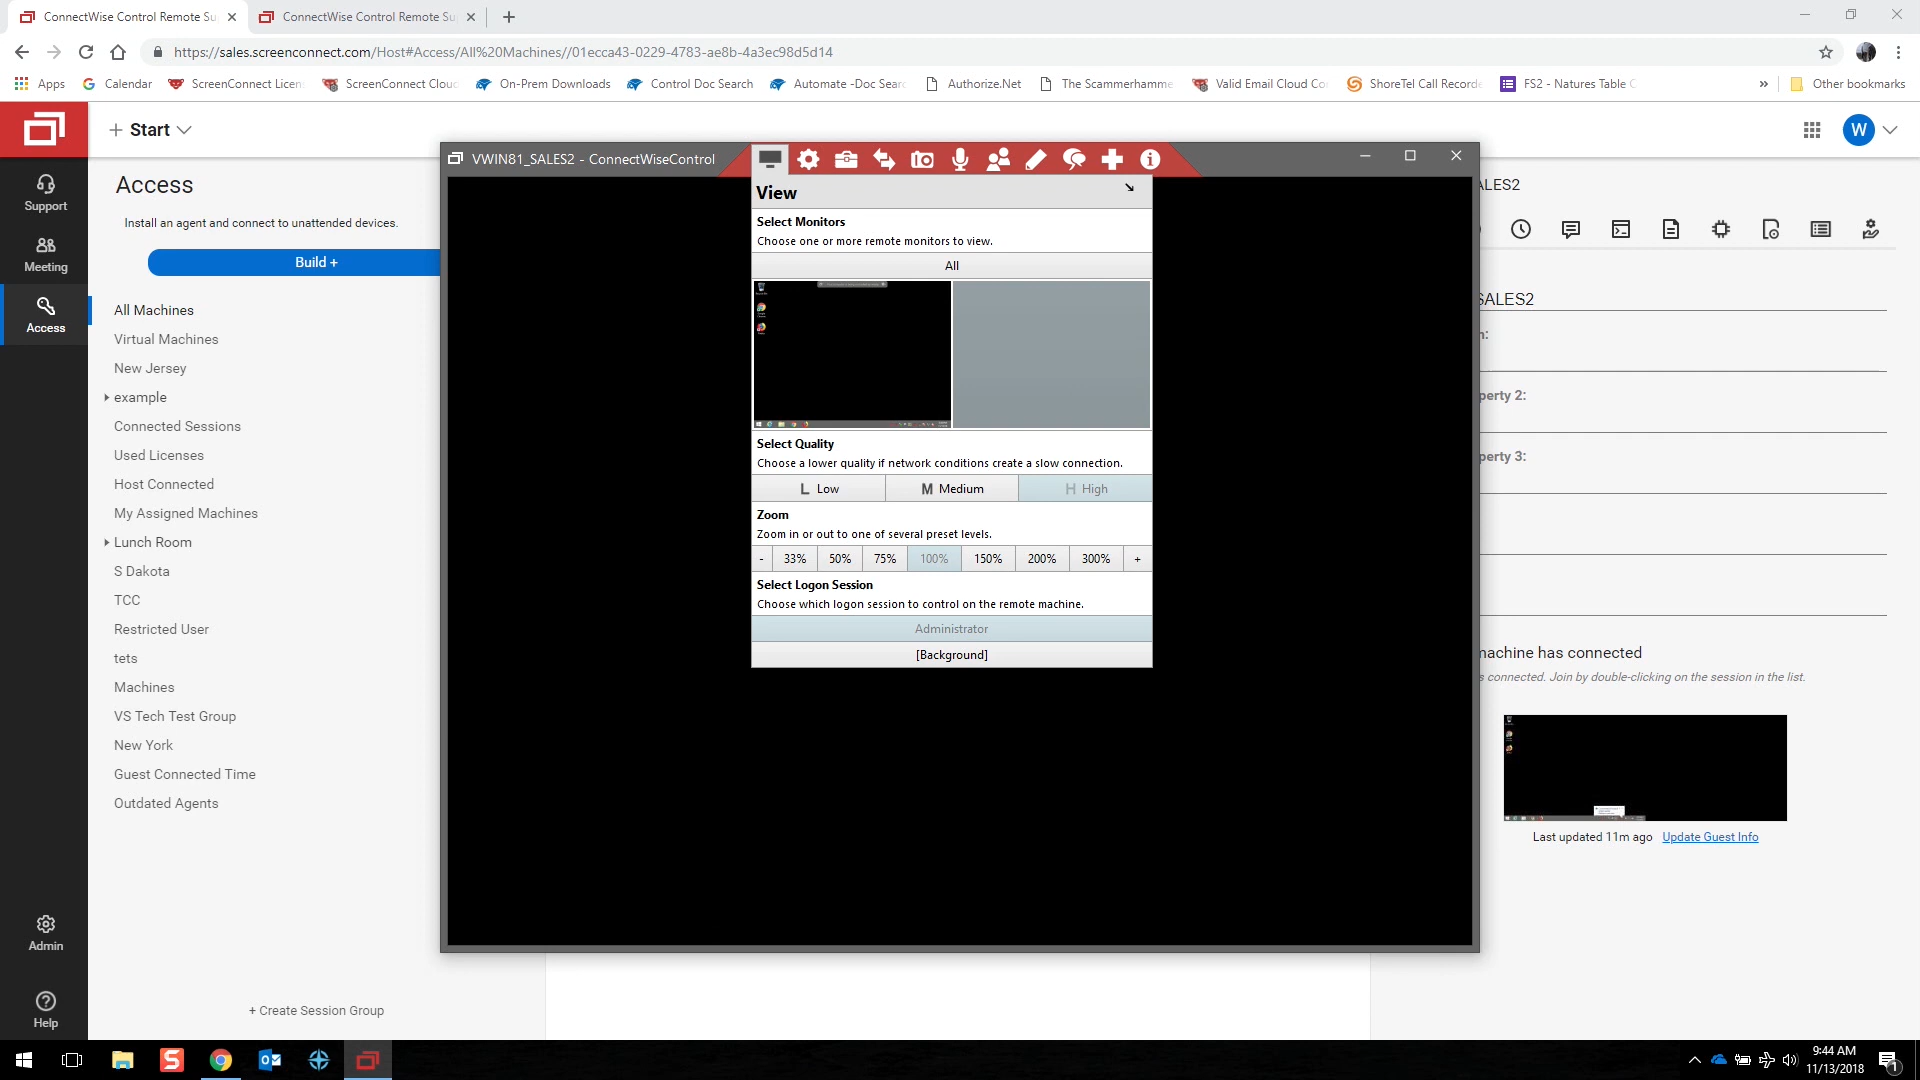 ConnectWise Control Remote Su
ConnectWise Control Remote Su
https://sales.screenconnect.com/Host#Access/All%20Machines//01ecca43-0229-4783-ae8b-4a3ec98d5d14
Apps
Calendar
ScreenConnect Licen
ScreenConnect Clou
On-Prem Downloads
Control Doc Search
Automate -Doc Sear
Authorize.Net
The Scammerhamme
Valid Email Cloud Co
ShoreTel Call Record
FS2 - Natures Table C
»
Other bookmarks
+ Start
W
Support
Meeting
Access
Admin
Help
Access
Install an agent and connect to unattended devices.
Build +
All Machines
Virtual Machines
New Jersey
example
Connected Sessions
Used Licenses
Host Connected
My Assigned Machines
Lunch Room
S Dakota
TCC
Restricted User
tets
Machines
VS Tech Test Group
New York
Guest Connected Time
Outdated Agents
+ Create Session Group
VWIN81_SALES2 - ConnectWiseControl
View
Select Monitors
Choose one or more remote monitors to view.
All
Select Quality
Choose a lower quality if network conditions create a slow connection.
L Low
M Medium
H High
Zoom
Zoom in or out to one of several preset levels.
- 33% 50% 75% 100% 150% 200% 300% +
Select Logon Session
Choose which logon session to control on the remote machine.
Administrator
[Background]
ALES2
SALES2
n:
perty 2:
perty 3:
machine has connected
s connected. Join by double-clicking on the session in the list.
Last updated 11m ago Update Guest Info
9:44 AM
11/13/2018
1